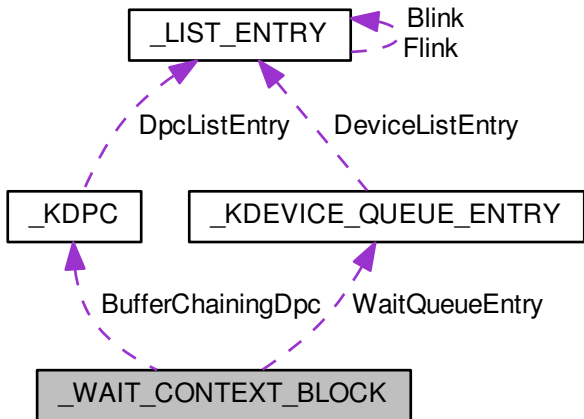 _LIST_ENTRY
Blink
Flink
DpcListEntry
DeviceListEntry
_KDPC
_KDEVICE_QUEUE_ENTRY
BufferChainingDpc
WaitQueueEntry
_WAIT_CONTEXT_BLOCK